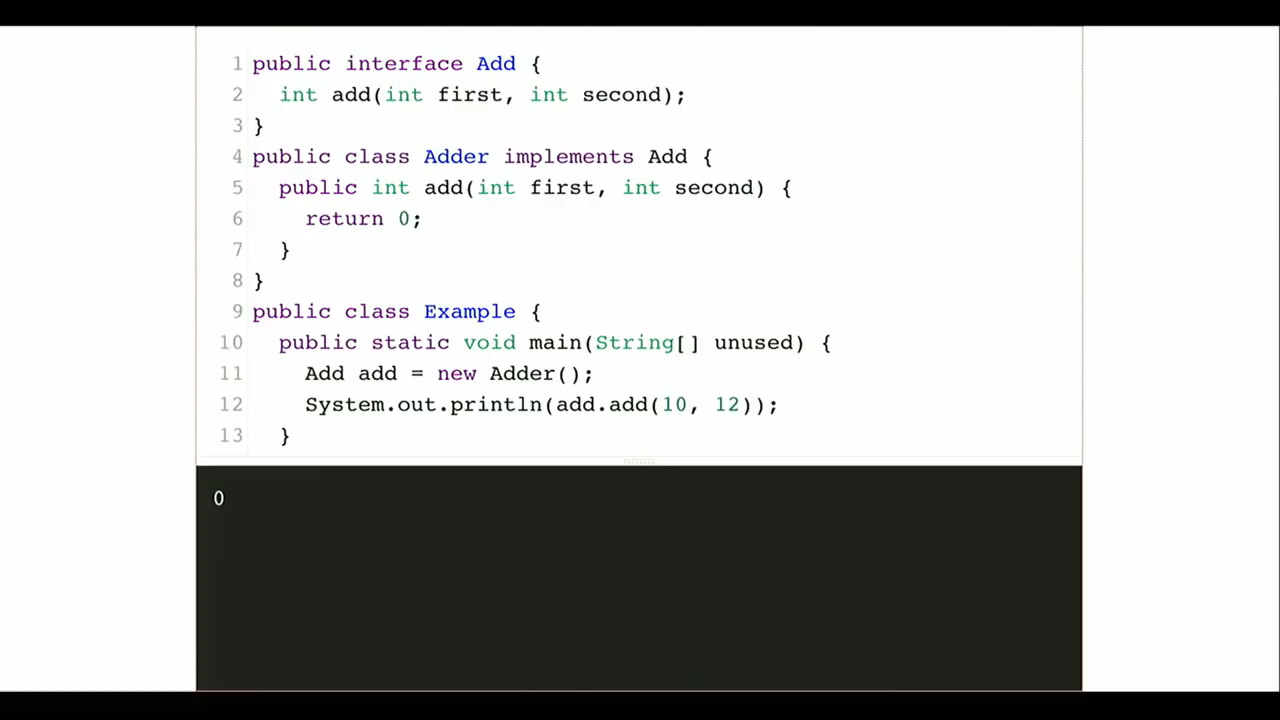 1 public interface Add {
2   int add(int first, int second);
3 }
4 public class Adder implements Add {
5   public int add(int first, int second) {
6     return 0;
7   }
8 }
9 public class Example {
10   public static void main(String[] unused) {
11     Add add = new Adder();
12     System.out.println(add.add(10, 12));
13   }
0